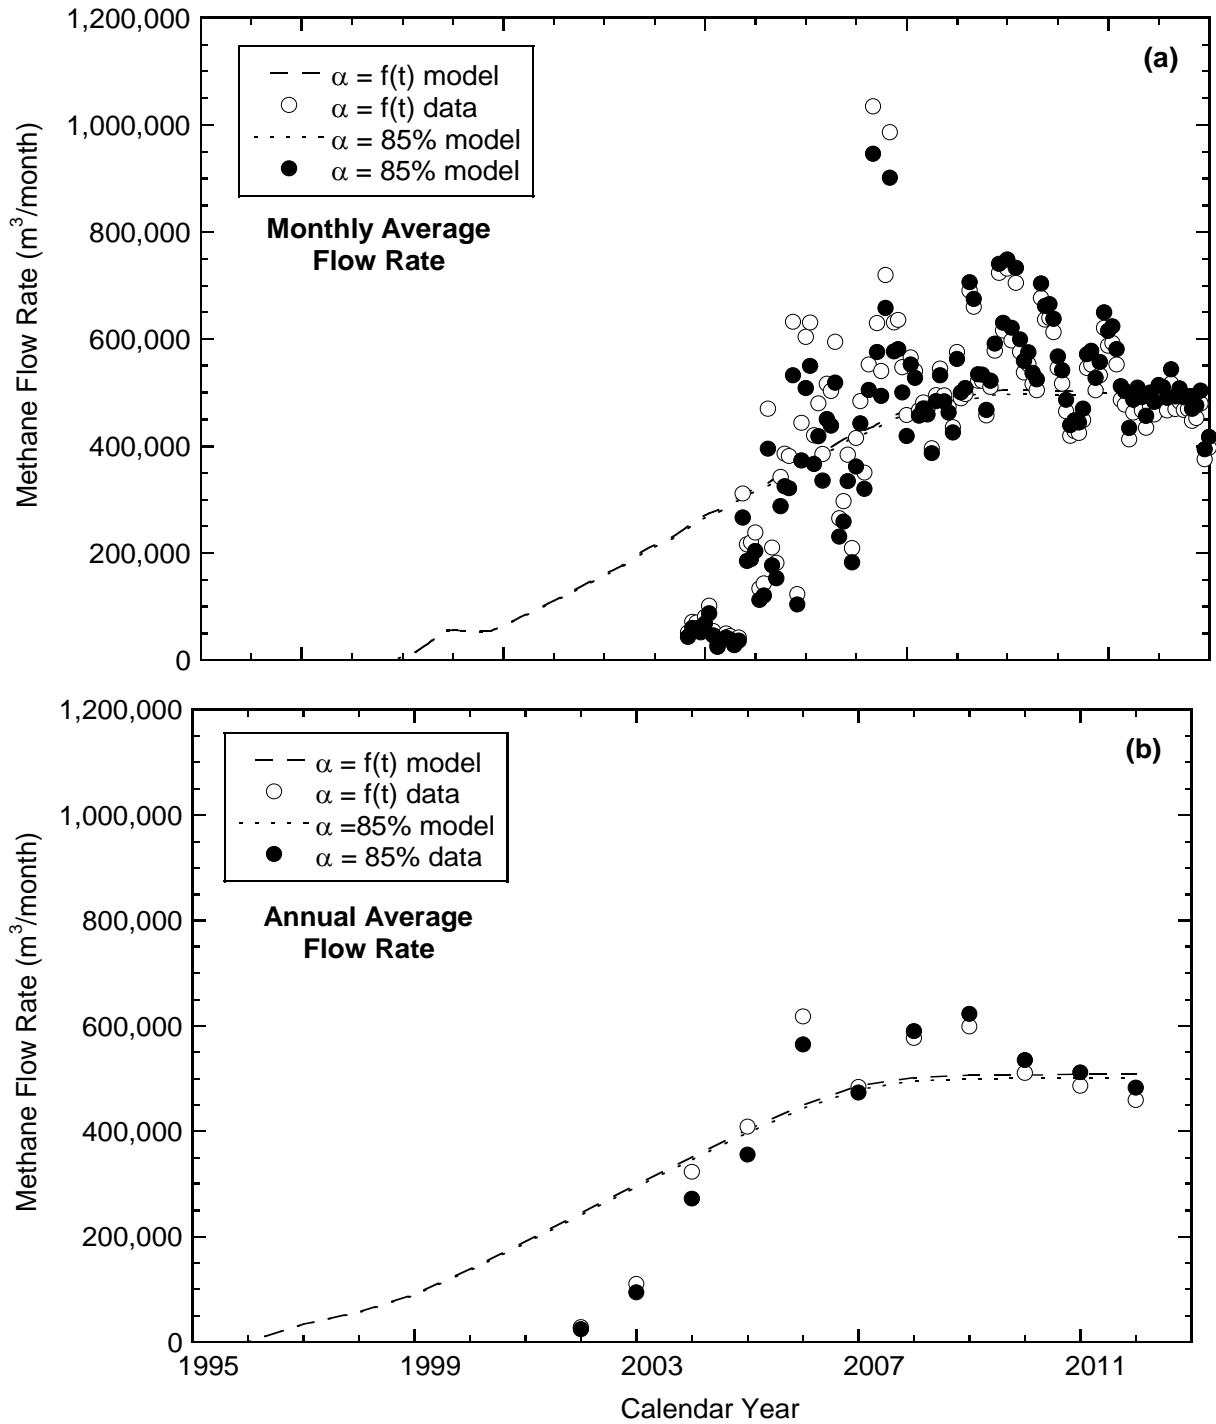 1,200,000
1,000,000
800,000
600,000
400,000
200,000
0
Methane Flow Rate (m³/month)
(a)
α = f(t) model
α = f(t) data
α = 85% model
α = 85% model
Monthly Average
Flow Rate
1,200,000
1,000,000
800,000
600,000
400,000
200,000
0
Methane Flow Rate (m³/month)
(b)
α = f(t) model
α = f(t) data
α =85% model
α = 85% data
Annual Average
Flow Rate
1995 1999 2003 2007 2011
Calendar Year